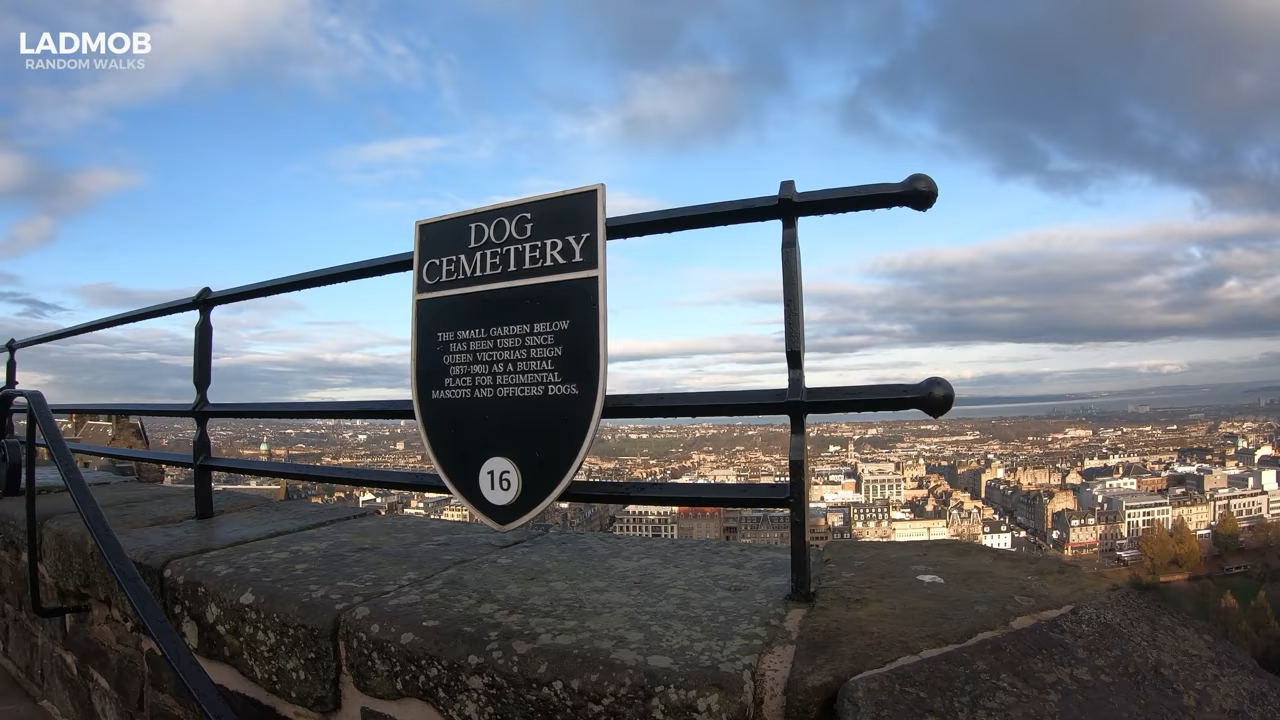 LADMOB
RANDOM WALKS
DOG
CEMETERY
THE SMALL GARDEN BELOW
HAS BEEN USED SINCE
QUEEN VICTORIA'S REIGN
(1837-1901) AS A BURIAL
PLACE FOR REGIMENTAL
MASCOTS AND OFFICERS' DOGS.
16